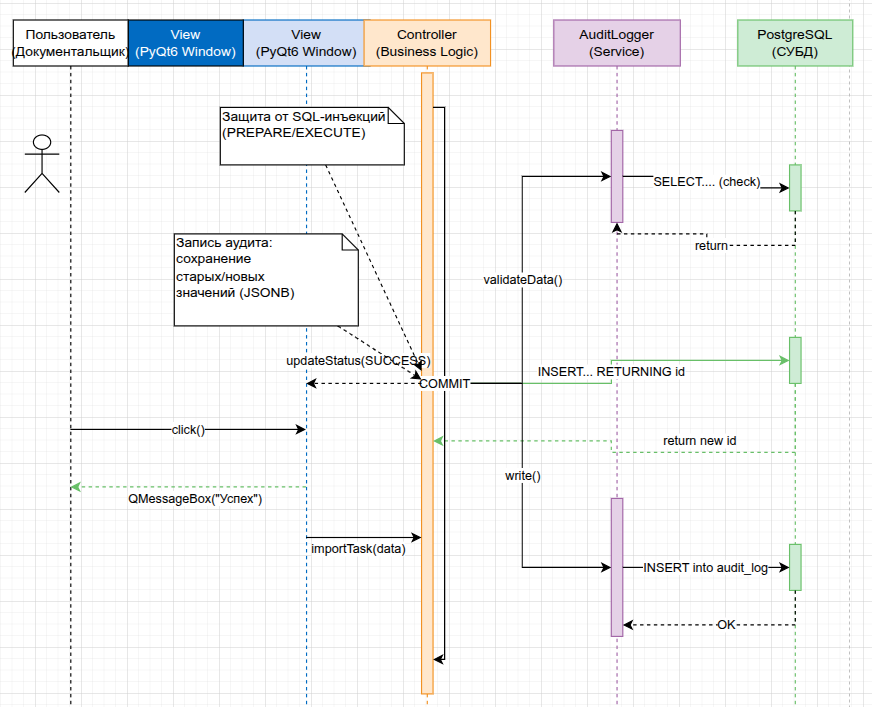 Пользователь
(Документальщик)
View
(PyQt6 Window)
View
(PyQt6 Window)
Controller
(Business Logic)
AuditLogger
(Service)
PostgreSQL
(СУБД)
Защита от SQL-инъекций
(PREPARE/EXECUTE)
SELECT.... (check)
Запись аудита:
сохранение
старых/новых
значений (JSONB)
return
validateData()
updateStatus(SUCCESS)
INSERT... RETURNING id
COMMIT
click()
return new id
write()
QMessageBox("Успех")
importTask(data)
INSERT into audit_log
OK